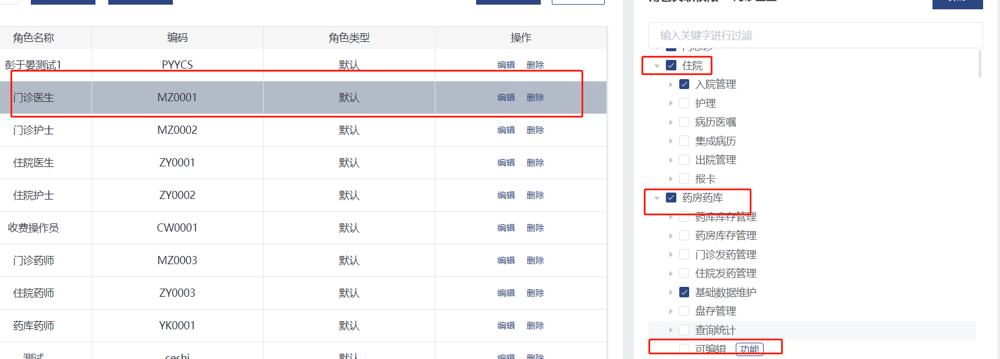 角色名称 编码 角色类型 操作
彭于晏测试1 PYYCS 默认 编辑 删除
门诊医生 MZ0001 默认 编辑 删除
门诊护士 MZ0002 默认 编辑 删除
住院医生 ZY0001 默认 编辑 删除
住院护士 ZY0002 默认 编辑 删除
收费操作员 CW0001 默认 编辑 删除
门诊药师 MZ0003 默认 编辑 删除
住院药师 ZY0003 默认 编辑 删除
药库药师 YK0001 默认 编辑 删除
测试 ceshi 默认 编辑 删除
输入关键字进行过滤
住院
入院管理
护理
病历医嘱
集成病历
出院管理
报卡
药房药库
药库库存管理
药房库存管理
门诊发药管理
住院发药管理
基础数据维护
盘存管理
查询统计
可编辑 功能